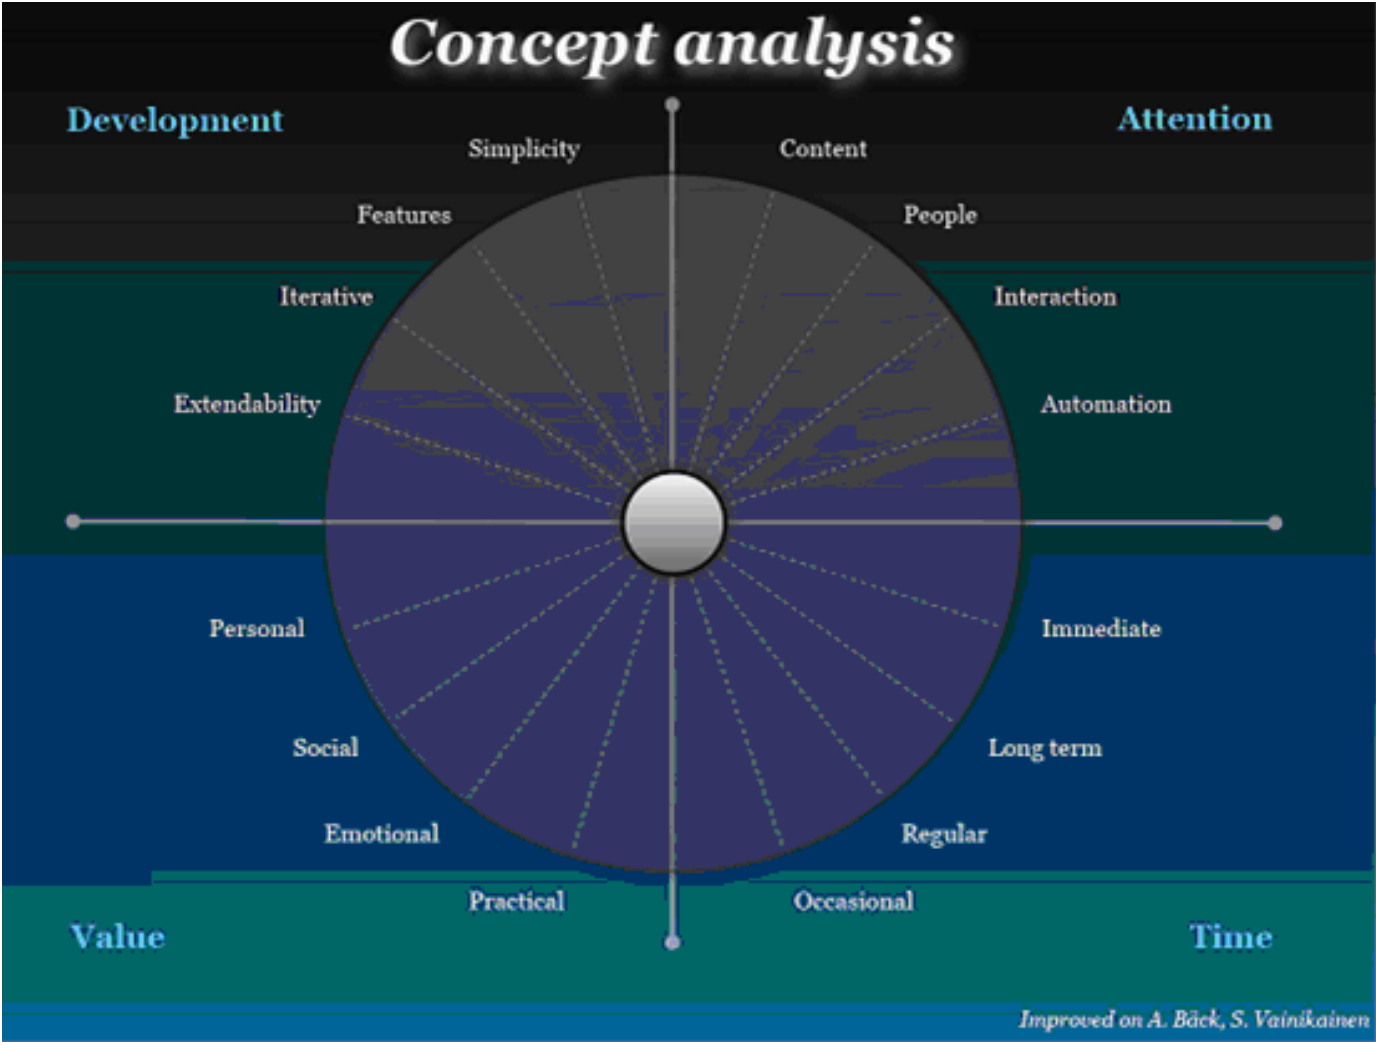 Concept analysis
Development
Attention
Simplicity
Content
Features
People
Iterative
Interaction
Extendability
Automation
Personal
Immediate
Social
Long term
Emotional
Regular
Practical
Occasional
Value
Time
Improved on A. Bäck, S. Vainikainen